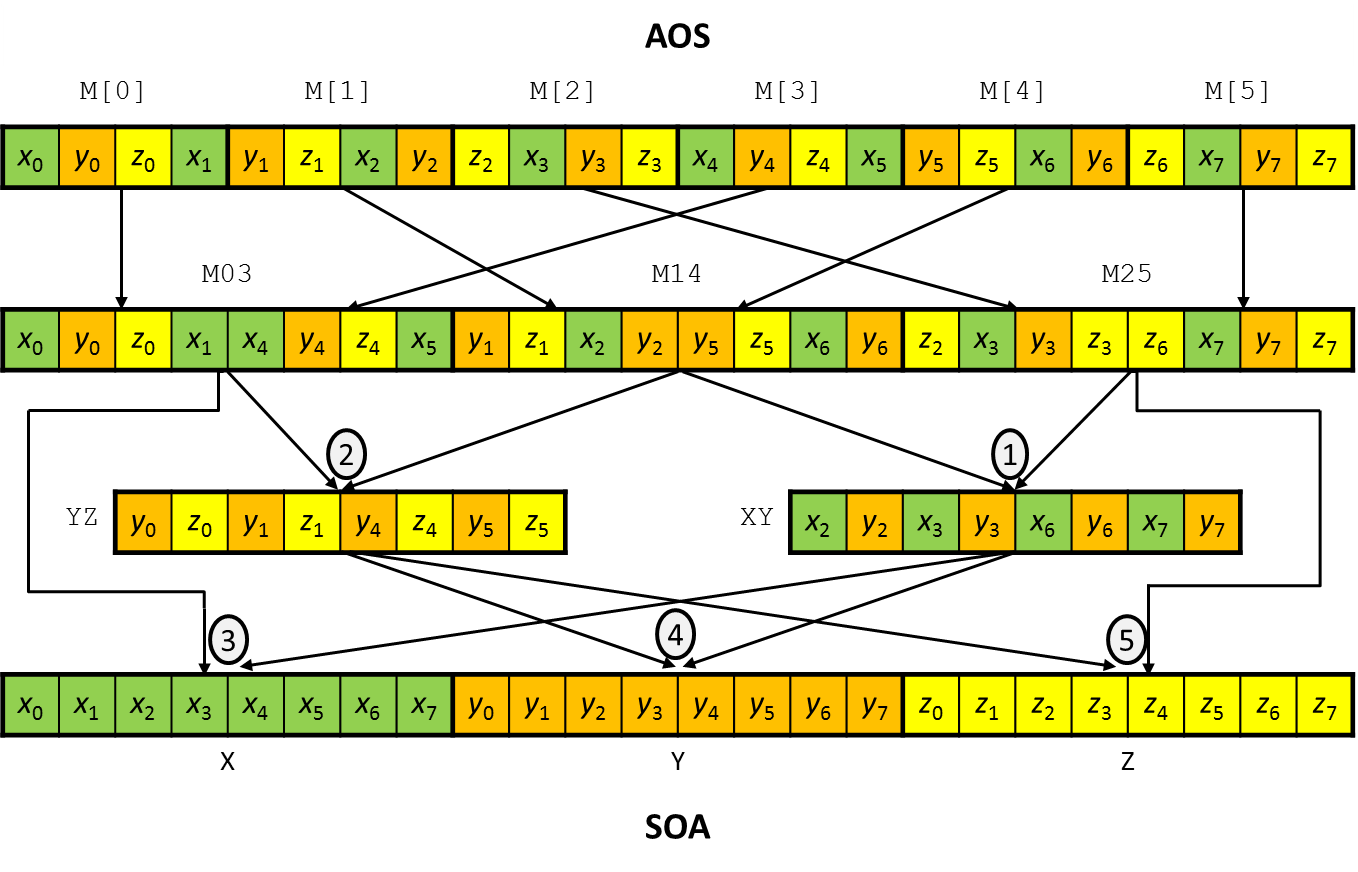 AOS
M[0] M[1] M[2] M[3] M[4] M[5]
x0 y0 z0 x1 y1 z1 x2 y2 z2 x3 y3 z3 x4 y4 z4 x5 y5 z5 x6 y6 z6 x7 y7 z7
M03 M14 M25
x0 y0 z0 x1 x4 y4 z4 x5 y1 z1 x2 y2 y5 z5 x6 y6 z2 x3 y3 z3 z6 x7 y7 z7
2 1
YZ y0 z0 y1 z1 y4 z4 y5 z5 XY x2 y2 x3 y3 x6 y6 x7 y7
3 4 5
x0 x1 x2 x3 x4 x5 x6 x7 y0 y1 y2 y3 y4 y5 y6 y7 z0 z1 z2 z3 z4 z5 z6 z7
X Y Z
SOA